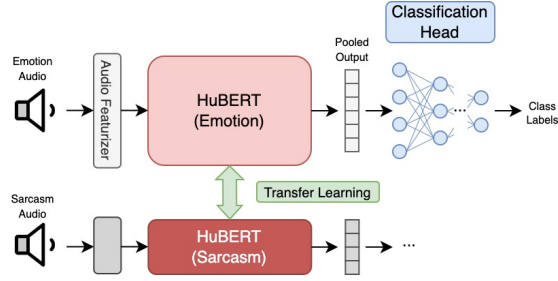 Classification
Head
Pooled
Output
Emotion
Audio
Audio Featurizer
HuBERT
(Emotion)
...
Class
Labels
Transfer Learning
Sarcasm
Audio
HuBERT
(Sarcasm)
...